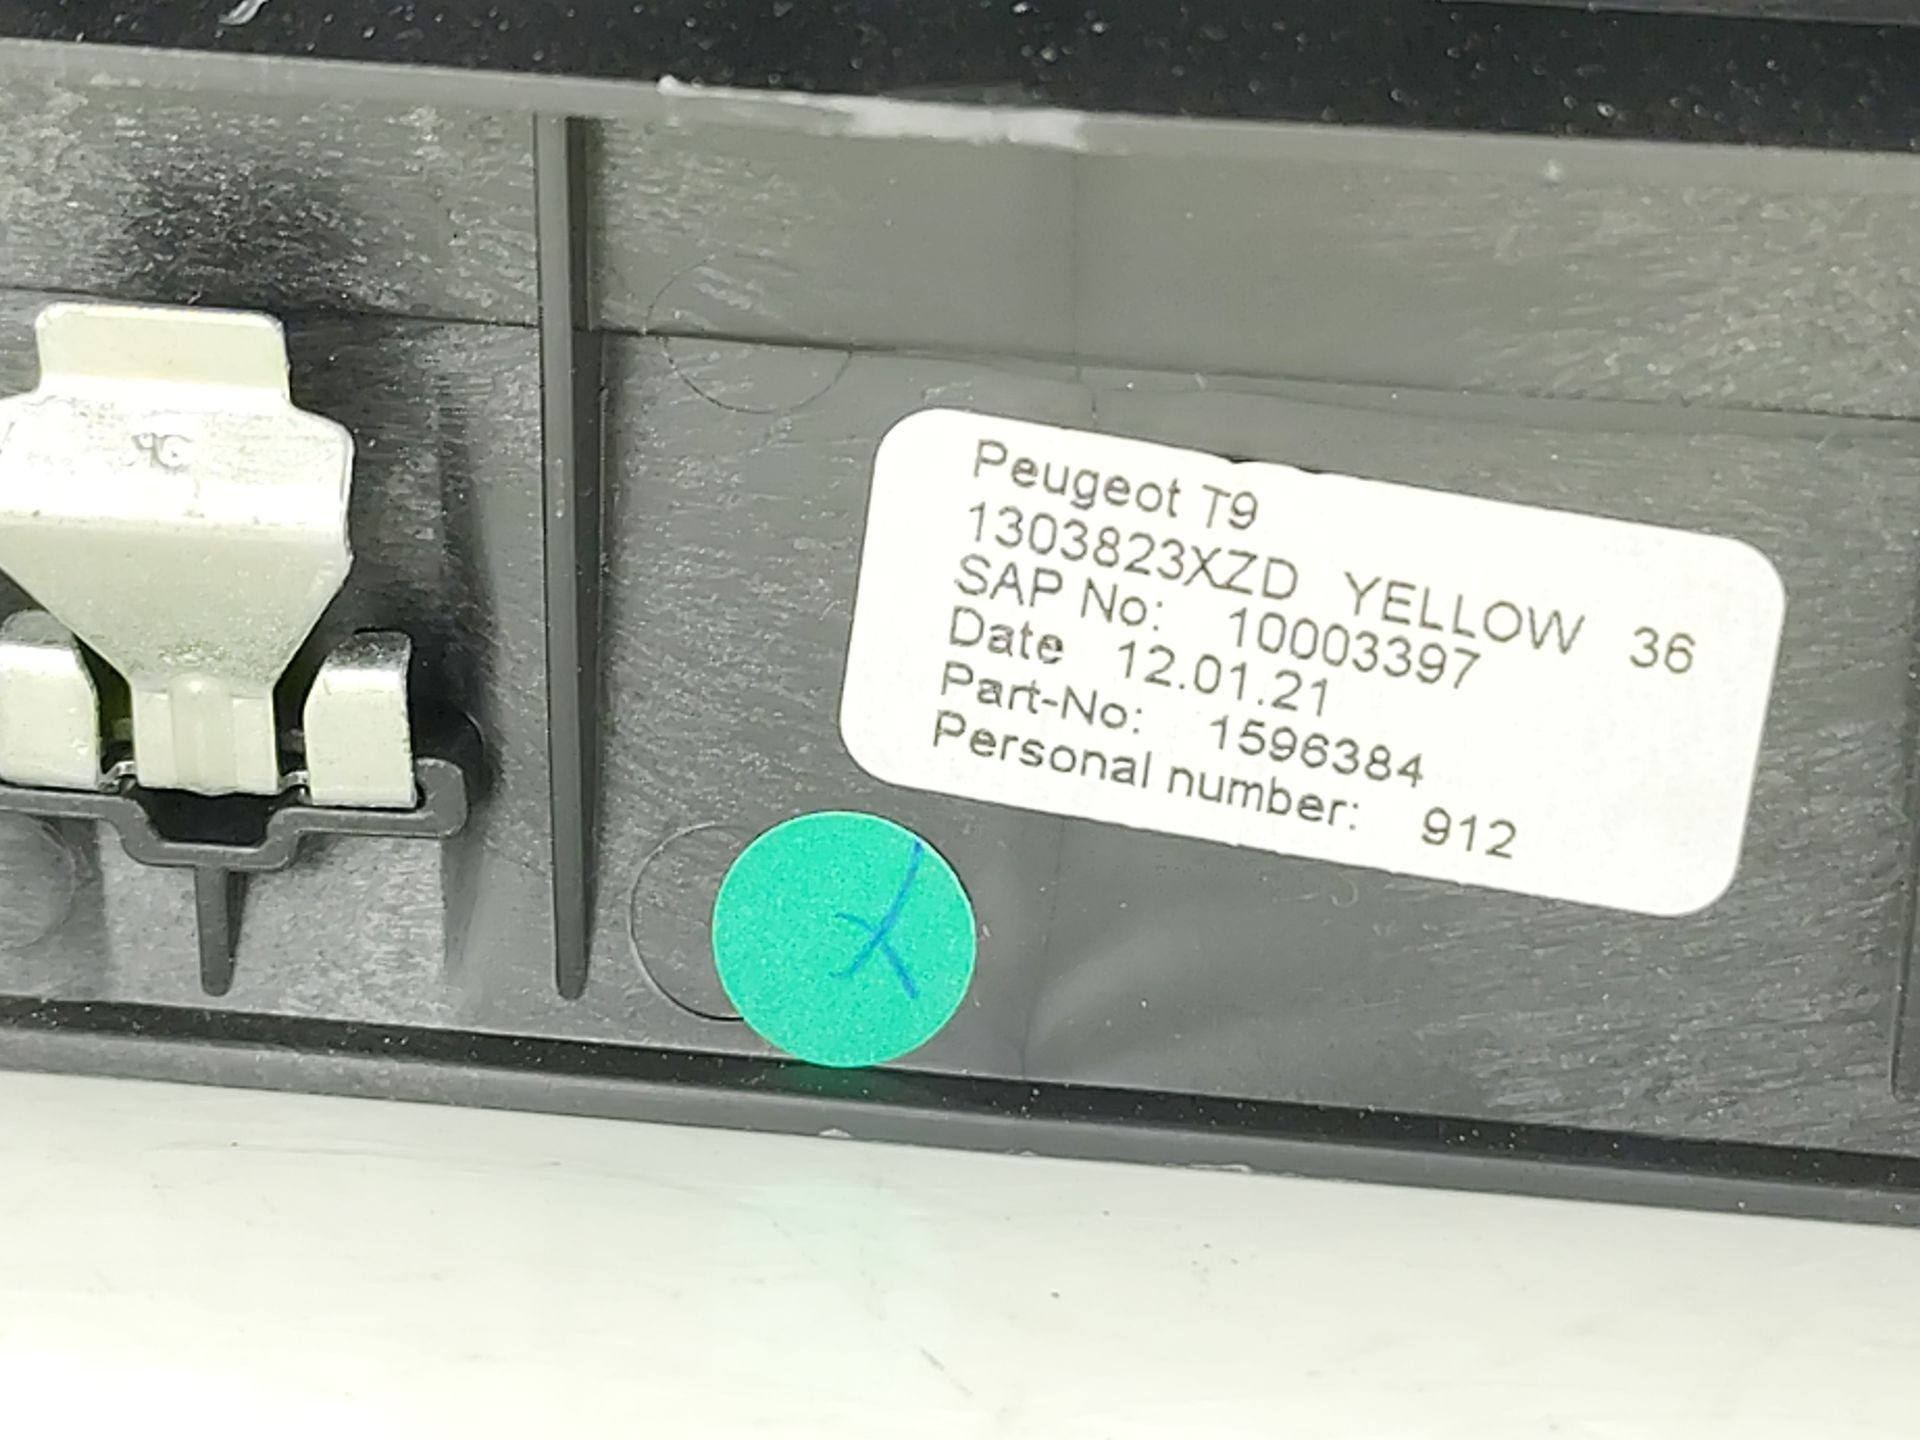 Peugeot T9
1303823XZD YELLOW 36
SAP No: 10003397
Date 12.01.21
Part-No: 1596384
Personal number: 912